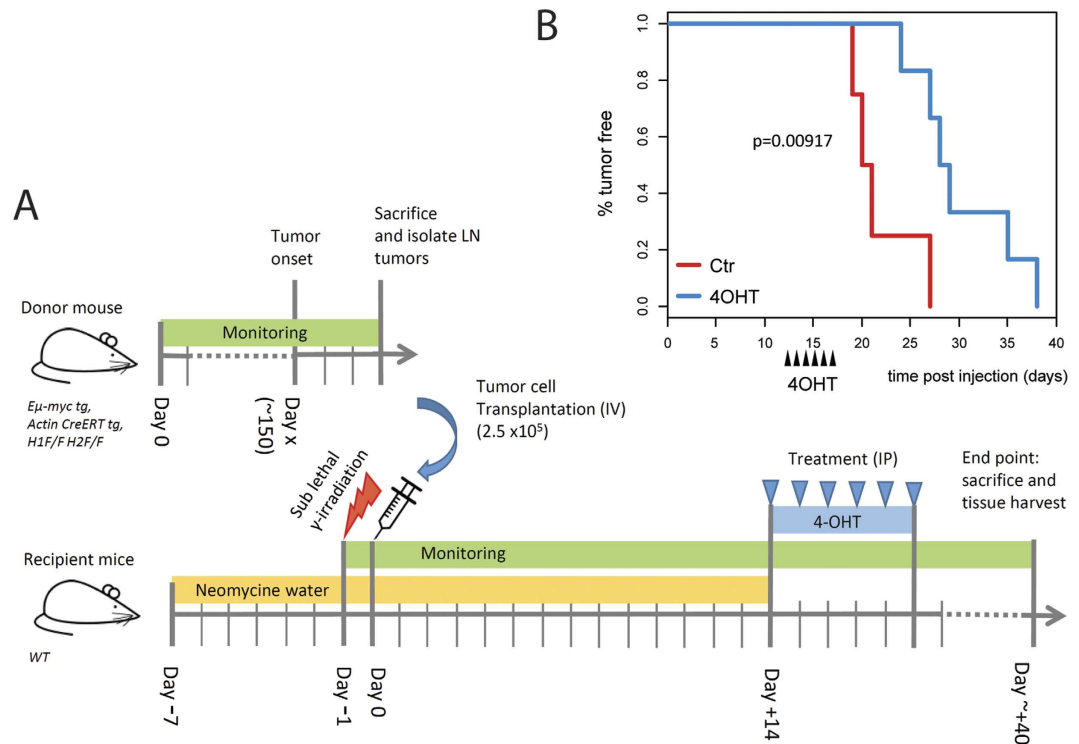 A
Donor mouse
Eμ-myc tg,
Actin CreERT tg,
H1F/F H2F/F
Tumor
onset
Sacrifice
and isolate LN
tumors
Monitoring
Day 0
Day x
(~150)
Tumor cell
Transplantation (IV)
(2.5 x10⁵)
Sub lethal
γ-irradiation
Treatment (IP)
4-OHT
End point:
sacrifice and
tissue harvest
Recipient mice
WT
Monitoring
Neomycine water
Day −7
Day −1
Day 0
Day +14
Day ~+40
B
% tumor free
1.0
0.8
0.6
0.4
0.2
0.0
p=0.00917
Ctr
4OHT
0
5
10
15
20
25
30
35
40
4OHT
time post injection (days)